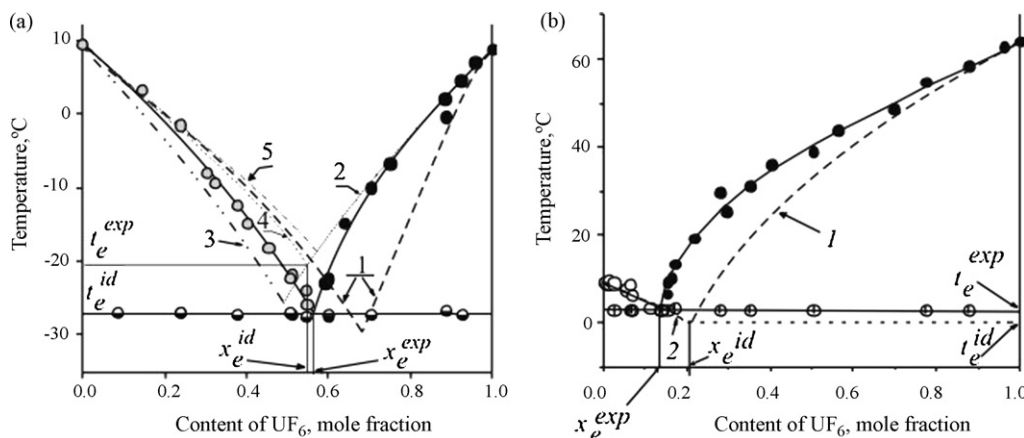 (a)
10
0
-10
-20
-30
Temperature,°C
t_e^exp
t_e^id
5
2
4
3
1
x_e^id
x_e^exp
0.0 0.2 0.4 0.6 0.8 1.0
Content of UF6, mole fraction
(b)
60
40
20
0
Temperature,°C
1
2
t_e^exp
t_e^id
x_e^id
x_e^exp
0.0 0.2 0.4 0.6 0.8 1.0
Content of UF6, mole fraction